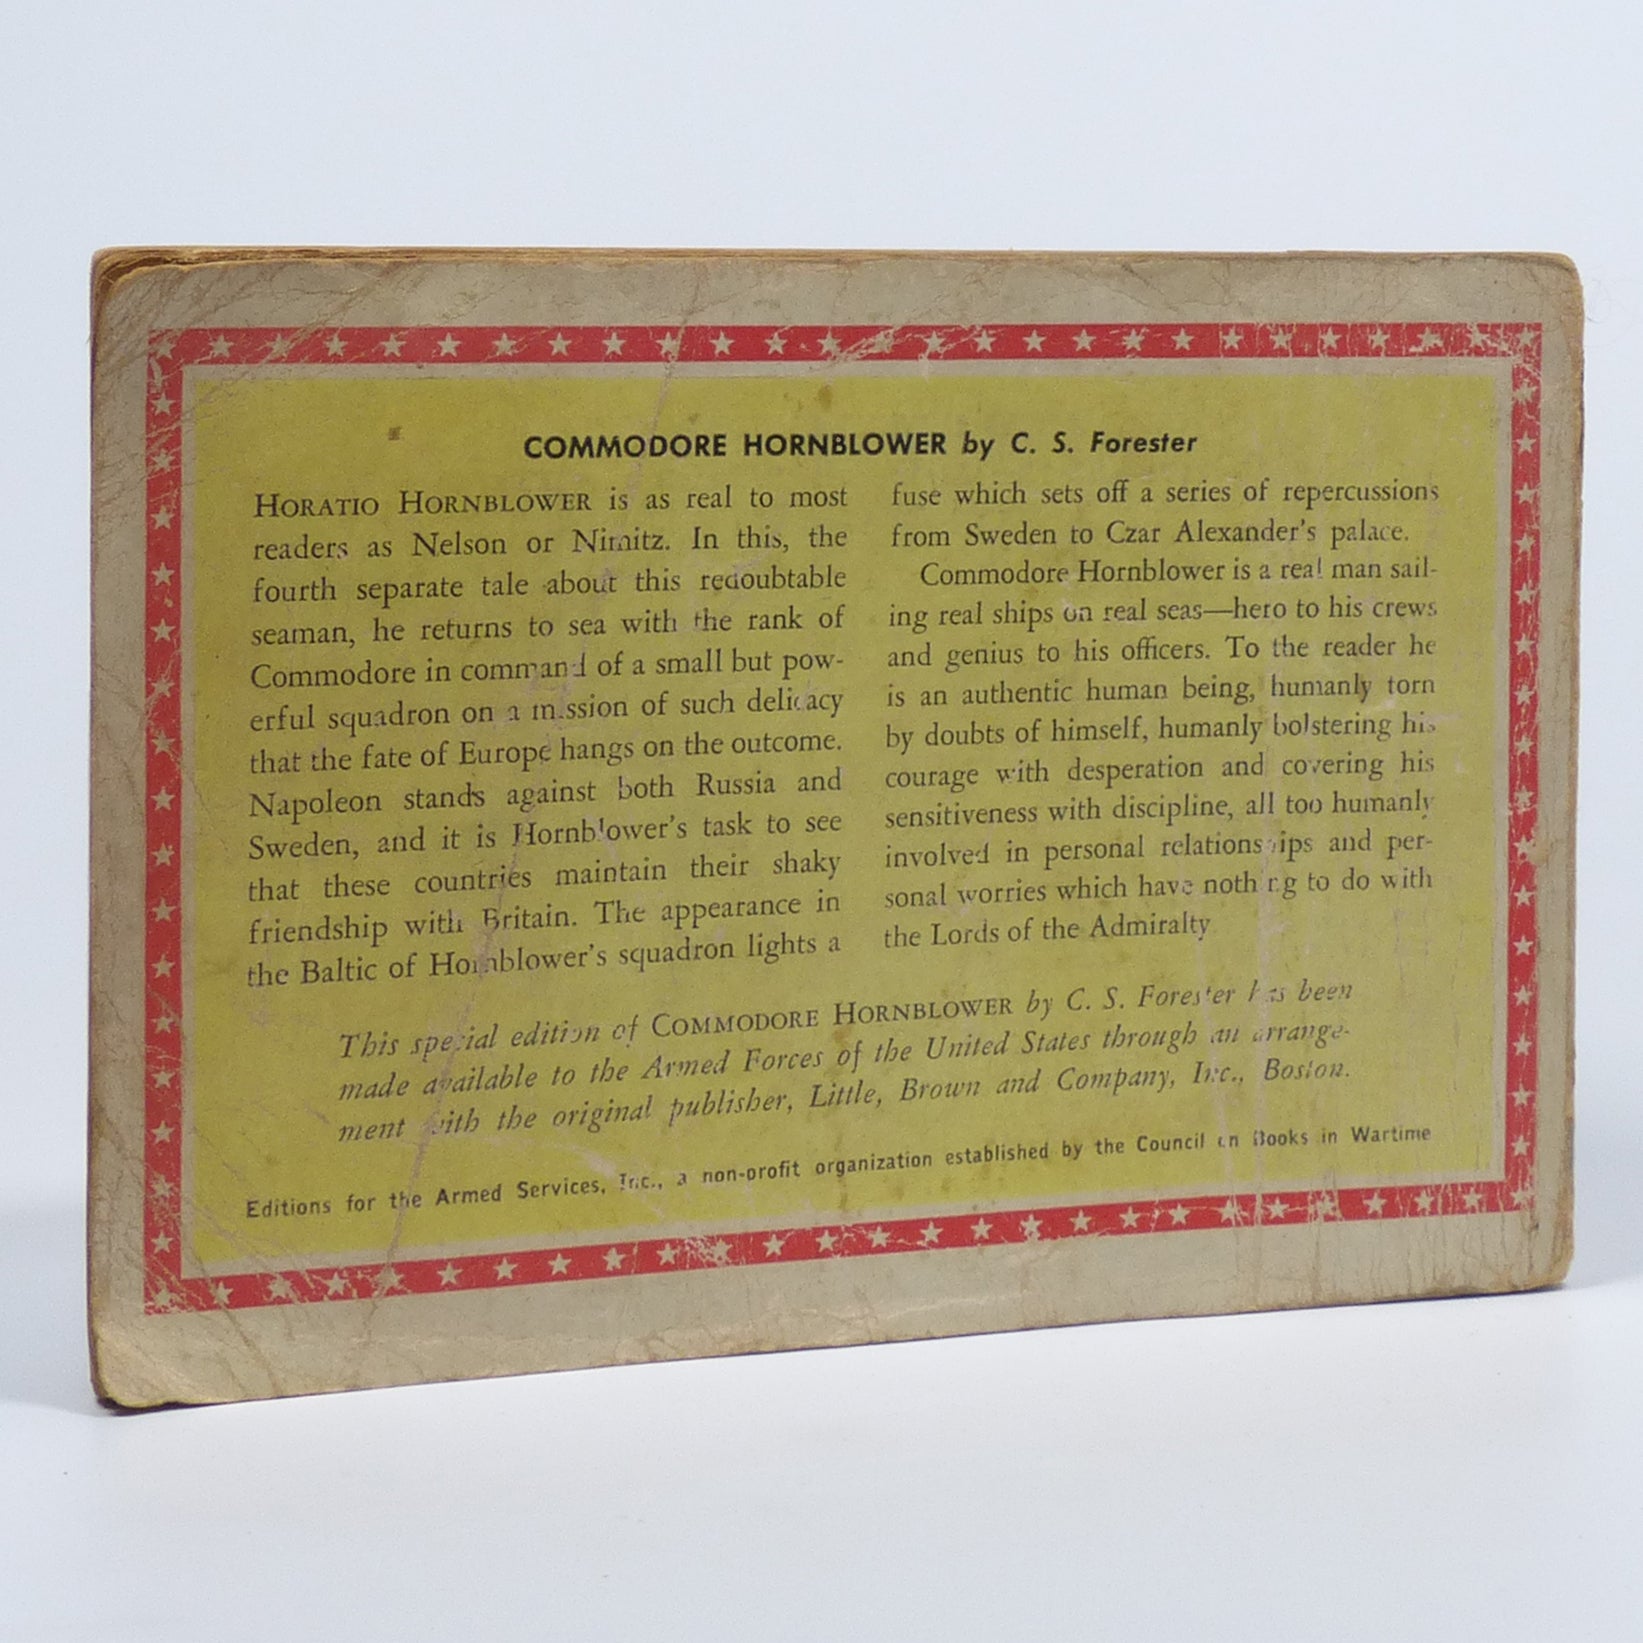 COMMODORE HORNBLOWER by C. S. Forester
HORATIO HORNBLOWER is as real to most
readers as Nelson or Nimitz. In this, the
fourth separate tale about this redoubtable
seaman, he returns to sea with the rank of
Commodore in command of a small but pow-
erful squadron on a mission of such delicacy
that the fate of Europe hangs on the outcome.
Napoleon stands against both Russia and
Sweden, and it is Hornblower's task to see
that these countries maintain their shaky
friendship with Britain. The appearance in
the Baltic of Hornblower's squadron lights a
fuse which sets off a series of repercussions
from Sweden to Czar Alexander's palace.
Commodore Hornblower is a real man sail-
ing real ships on real seas—hero to his crews
and genius to his officers. To the reader he
is an authentic human being, humanly torn
by doubts of himself, humanly bolstering his
courage with desperation and covering his
sensitiveness with discipline, all too humanly
involved in personal relationships and per-
sonal worries which have nothing to do with
the Lords of the Admiralty
This special edition of COMMODORE HORNBLOWER by C. S. Forester has been
made available to the Armed Forces of the United States through an arrange-
ment with the original publisher, Little, Brown and Company, Inc., Boston.
Editions for the Armed Services, Inc., a non-profit organization established by the Council on Books in Wartime